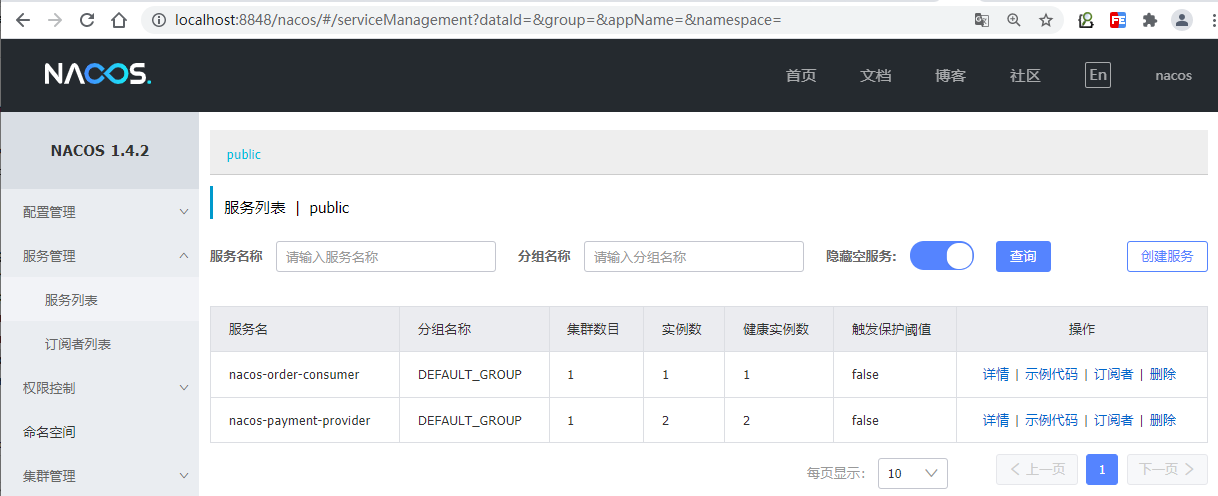 localhost:8848/nacos/#/serviceManagement?dataId=&group=&appName=&namespace=
NACOS.
首页 文档 博客 社区 En nacos
NACOS 1.4.2
配置管理
服务管理
服务列表
订阅者列表
权限控制
命名空间
集群管理
public
服务列表 | public
服务名称 请输入服务名称 分组名称 请输入分组名称 隐藏空服务: 查询 创建服务
服务名 分组名称 集群数目 实例数 健康实例数 触发保护阈值 操作
nacos-order-consumer DEFAULT_GROUP 1 1 1 false 详情 | 示例代码 | 订阅者 | 删除
nacos-payment-provider DEFAULT_GROUP 1 2 2 false 详情 | 示例代码 | 订阅者 | 删除
每页显示: 10 上一页 1 下一页